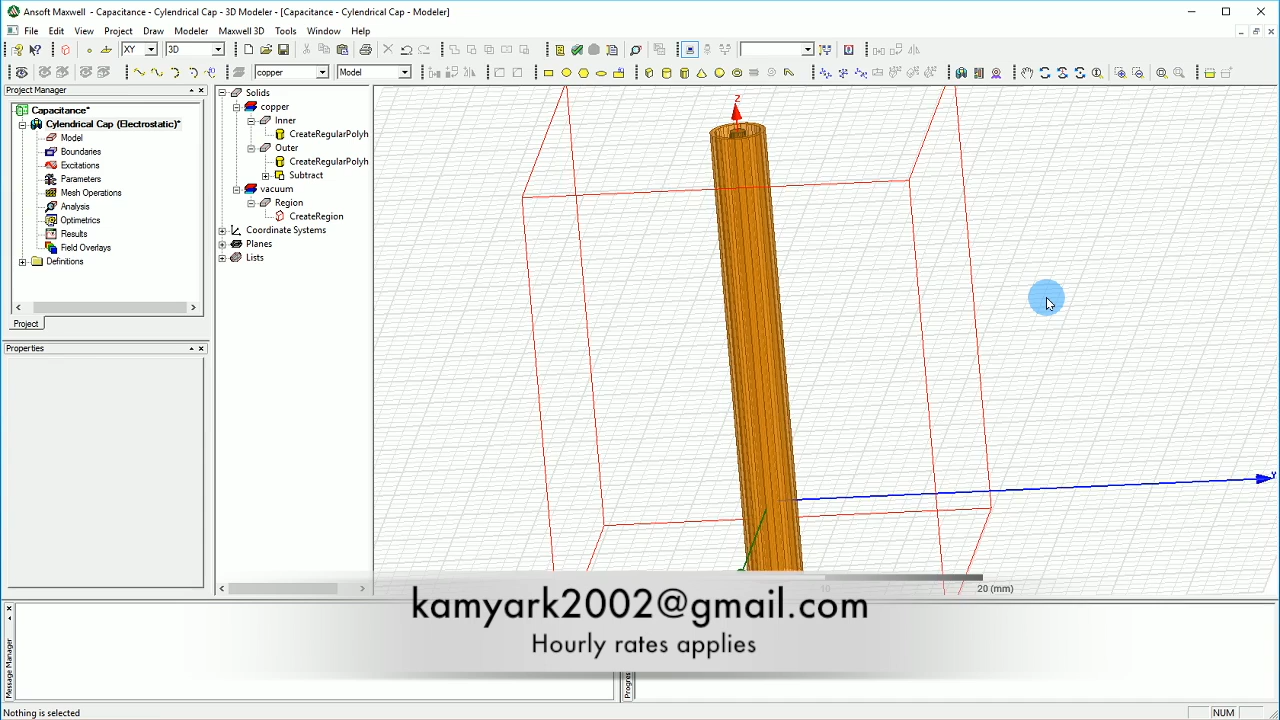 Ansoft Maxwell - Capacitance - Cylendrical Cap - 3D Modeler - [Capacitance - Cylendrical Cap - Modeler]
File Edit View Project Draw Modeler Maxwell 3D Tools Window Help
XY 3D
copper Model
Project Manager
Capacitance*
Cylendrical Cap (Electrostatic)*
Model
Boundaries
Excitations
Parameters
Mesh Operations
Analysis
Optimetrics
Results
Field Overlays
Definitions
Project
Properties
Solids
copper
Inner
CreateRegularPolyh
Outer
CreateRegularPolyh
Subtract
vacuum
Region
CreateRegion
Coordinate Systems
Planes
Lists
Z
Y
10
20 (mm)
kamyark2002@gmail.com
Hourly rates applies
Message Manager
Progres
Nothing is selected
NUM